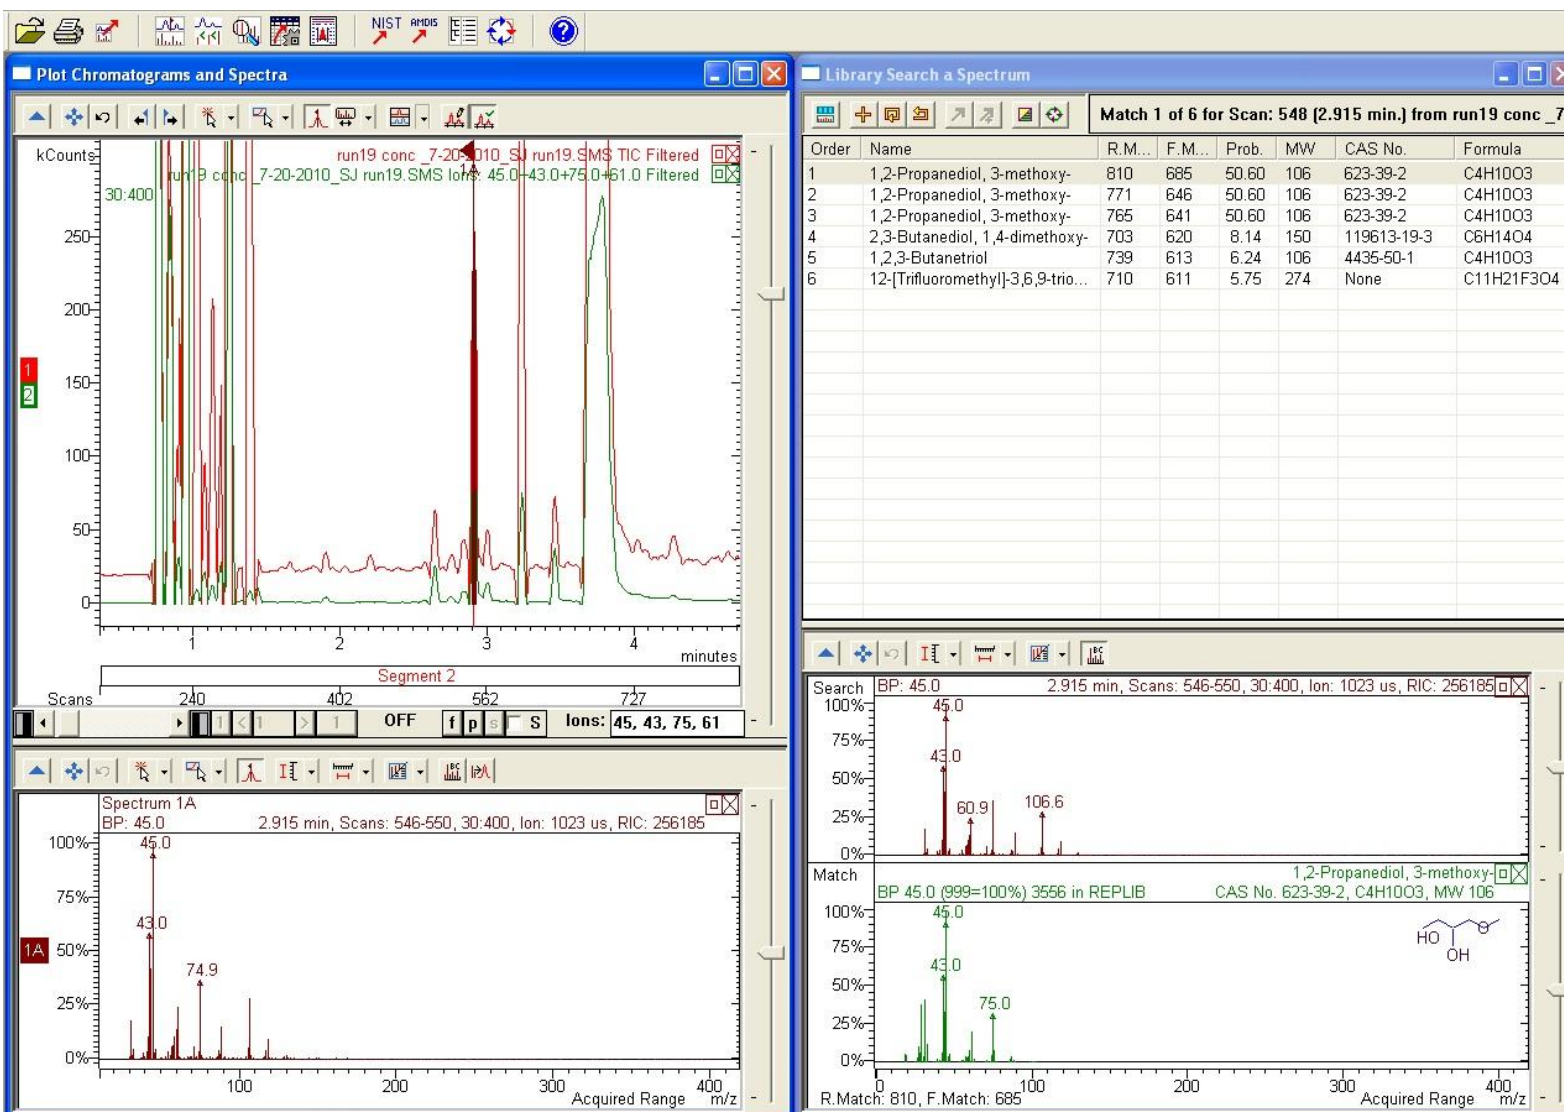 NIST AMDIS
Plot Chromatograms and Spectra
kCounts
run19 conc _7-20-2010_SJ run19.SMS TIC Filtered
run19 conc _7-20-2010_SJ run19.SMS Ions: 45.0+43.0+75.0+61.0 Filtered
30:400
250
200
150
100
50
0
1
2
1 2 3 4
minutes
Segment 2
Scans 240 402 562 727
1 < 1 > 1 OFF f p s S Ions: 45, 43, 75, 61
Spectrum 1A
BP: 45.0 2.915 min, Scans: 546-550, 30:400, Ion: 1023 us, RIC: 256185
100%
75%
50%
25%
0%
45.0
43.0
74.9
1A
100 200 300 400
Acquired Range m/z
Library Search a Spectrum
Match 1 of 6 for Scan: 548 (2.915 min.) from run19 conc _7
Order Name R.M... F.M... Prob. MW CAS No. Formula
1 1,2-Propanediol, 3-methoxy- 810 685 50.60 106 623-39-2 C4H10O3
2 1,2-Propanediol, 3-methoxy- 771 646 50.60 106 623-39-2 C4H10O3
3 1,2-Propanediol, 3-methoxy- 765 641 50.60 106 623-39-2 C4H10O3
4 2,3-Butanediol, 1,4-dimethoxy- 703 620 8.14 150 119613-19-3 C6H14O4
5 1,2,3-Butanetriol 739 613 6.24 106 4435-50-1 C4H10O3
6 12-[Trifluoromethyl]-3,6,9-trio... 710 611 5.75 274 None C11H21F3O4
Search BP: 45.0 2.915 min, Scans: 546-550, 30:400, Ion: 1023 us, RIC: 256185
100%
75%
50%
25%
0%
45.0
43.0
60.9
106.6
Match 1,2-Propanediol, 3-methoxy-
BP 45.0 (999=100%) 3556 in REPLIB CAS No. 623-39-2, C4H10O3, MW 106
100%
75%
50%
25%
0%
45.0
43.0
75.0
HO OH O
0 100 200 300 400
R.Match: 810, F.Match: 685 Acquired Range m/z